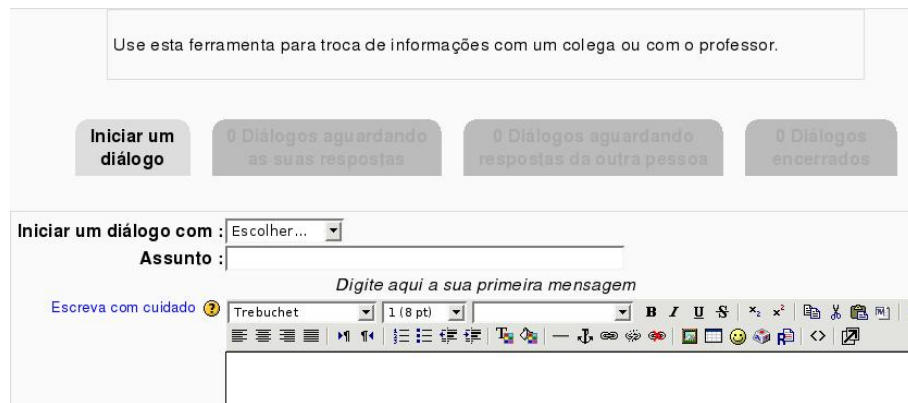 Use esta ferramenta para troca de informações com um colega ou com o professor.
Iniciar um
diálogo
0 Diálogos aguardando
as suas respostas
0 Diálogos aguardando
respostas da outra pessoa
0 Diálogos
encerrados
Iniciar um diálogo com : Escolher...
Assunto :
Digite aqui a sua primeira mensagem
Escreva com cuidado ? Trebuchet 1 (8 pt) B I U S x₂ x²